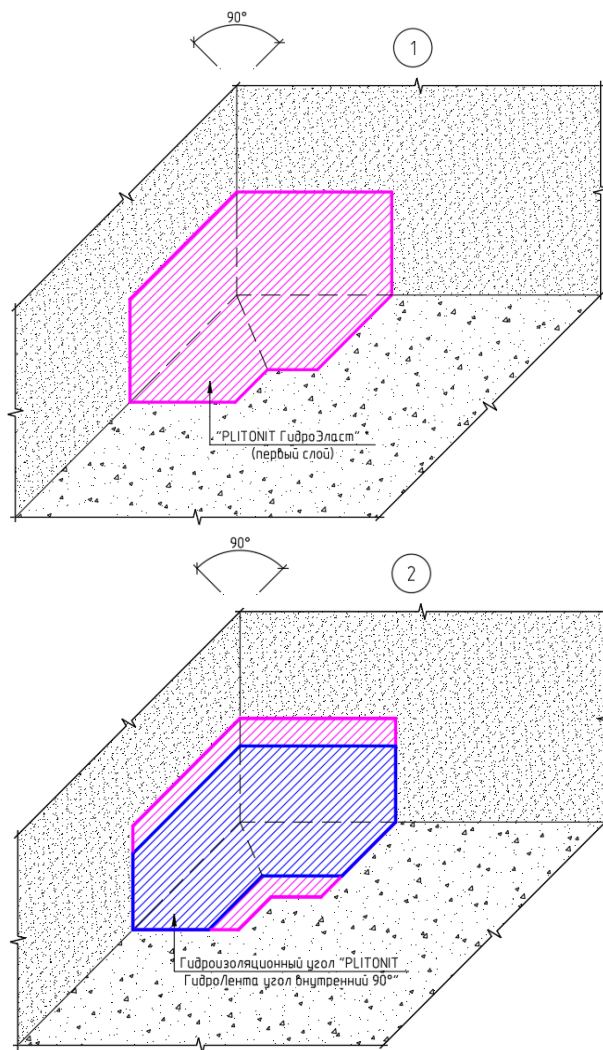 90°
1
"PLITONIT ГидроЭласт"
(первый слой)
90°
2
Гидроизоляционный угол "PLITONIT
ГидроЛента угол внутренний 90°"